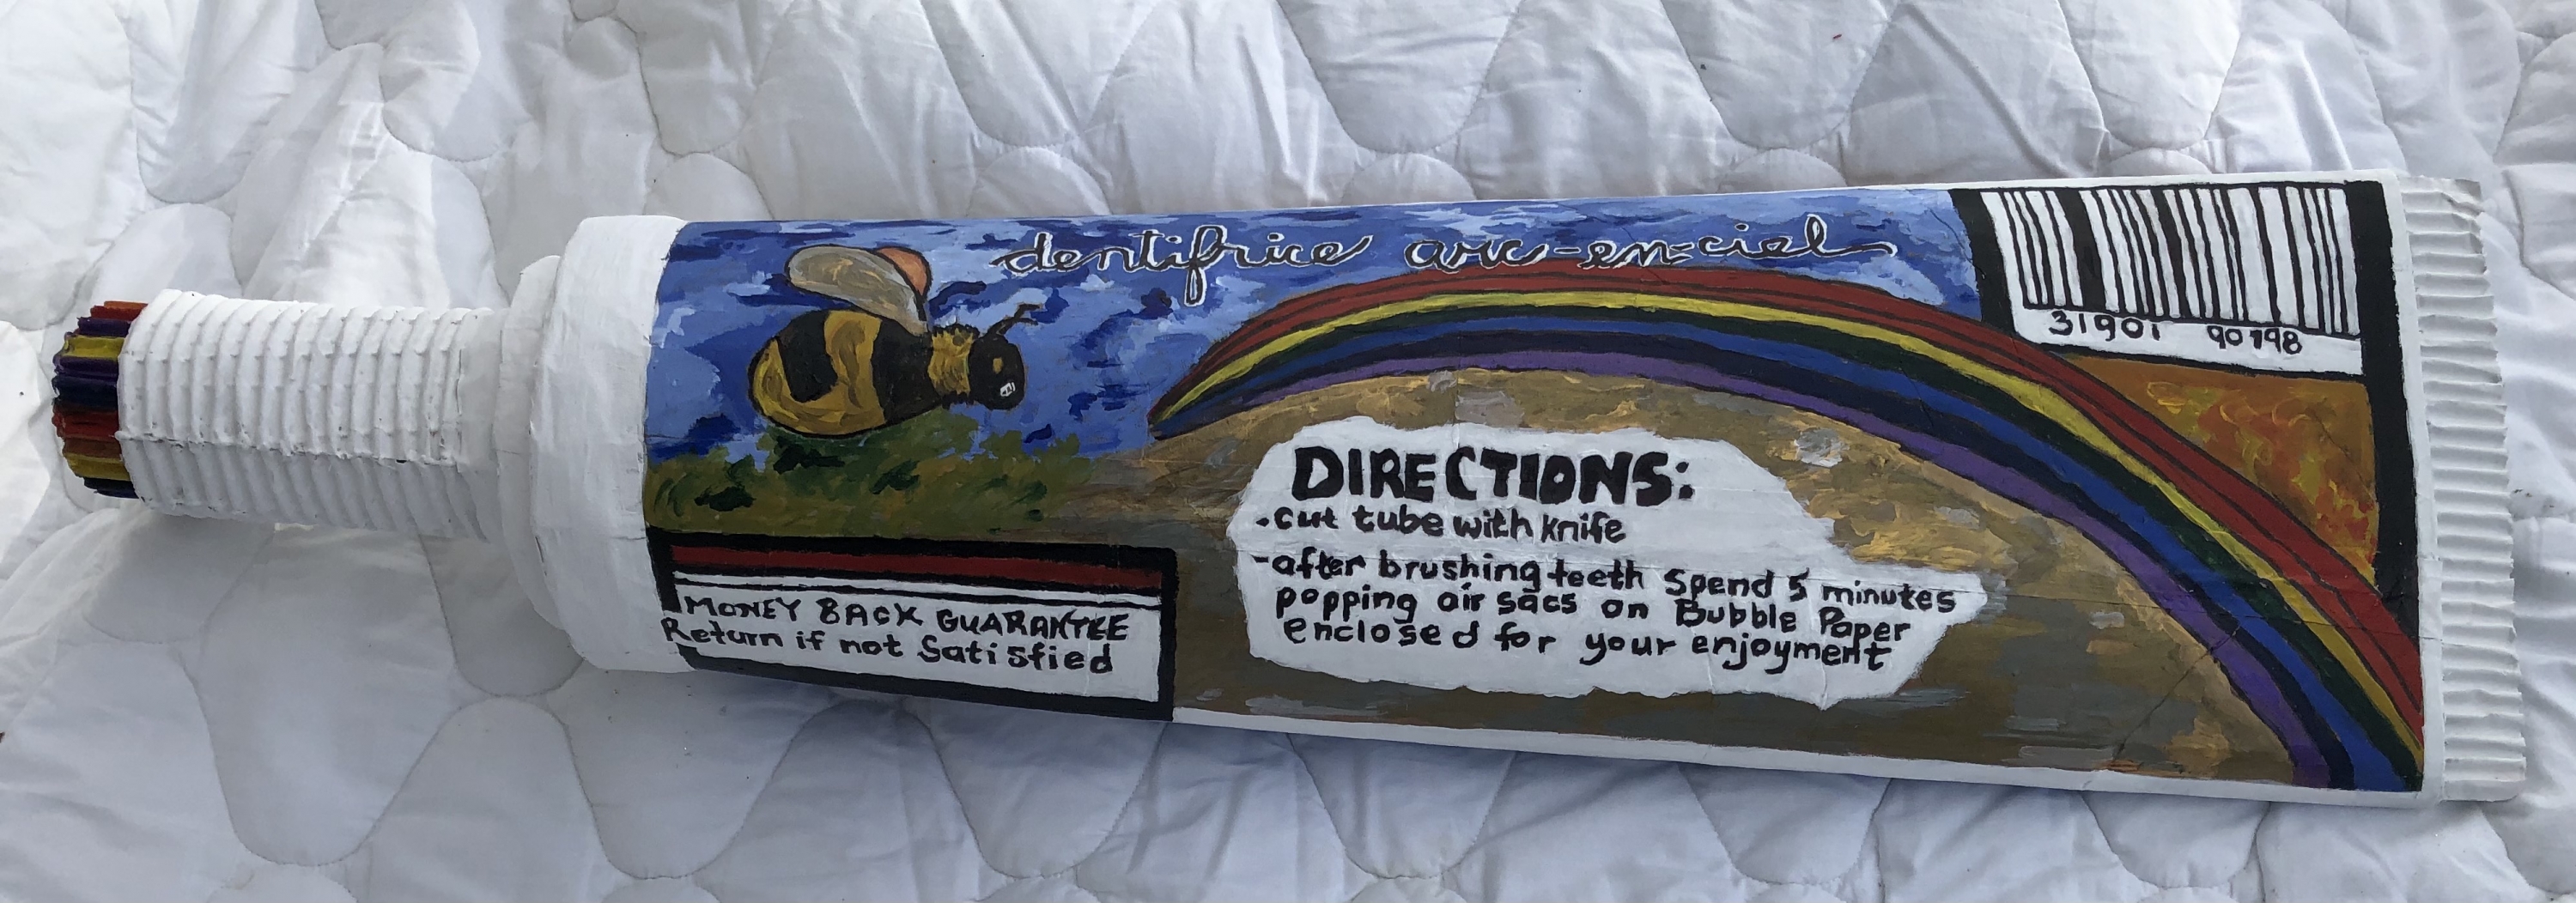 dentifrice arc-en-ciel
31901 90798
DIRECTIONS:
-cut tube with knife
-after brushing teeth Spend 5 minutes
popping air sacs on Bubble Paper
enclosed for your enjoyment
MONEY BACK GUARANTEE
Return if not Satisfied